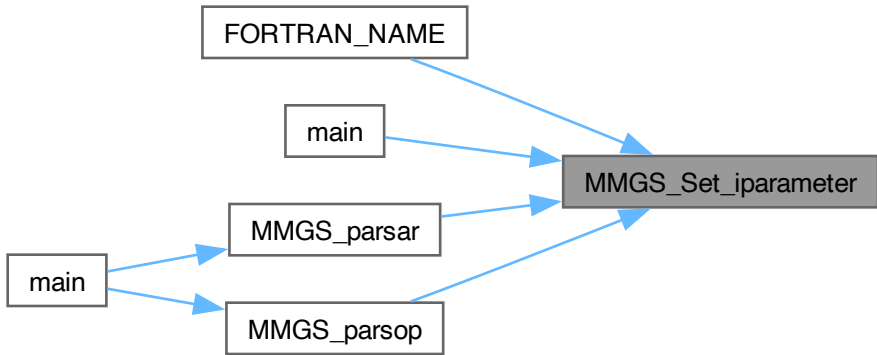 FORTRAN_NAME
main
MMGS_Set_iparameter
MMGS_parsar
main
MMGS_parsop